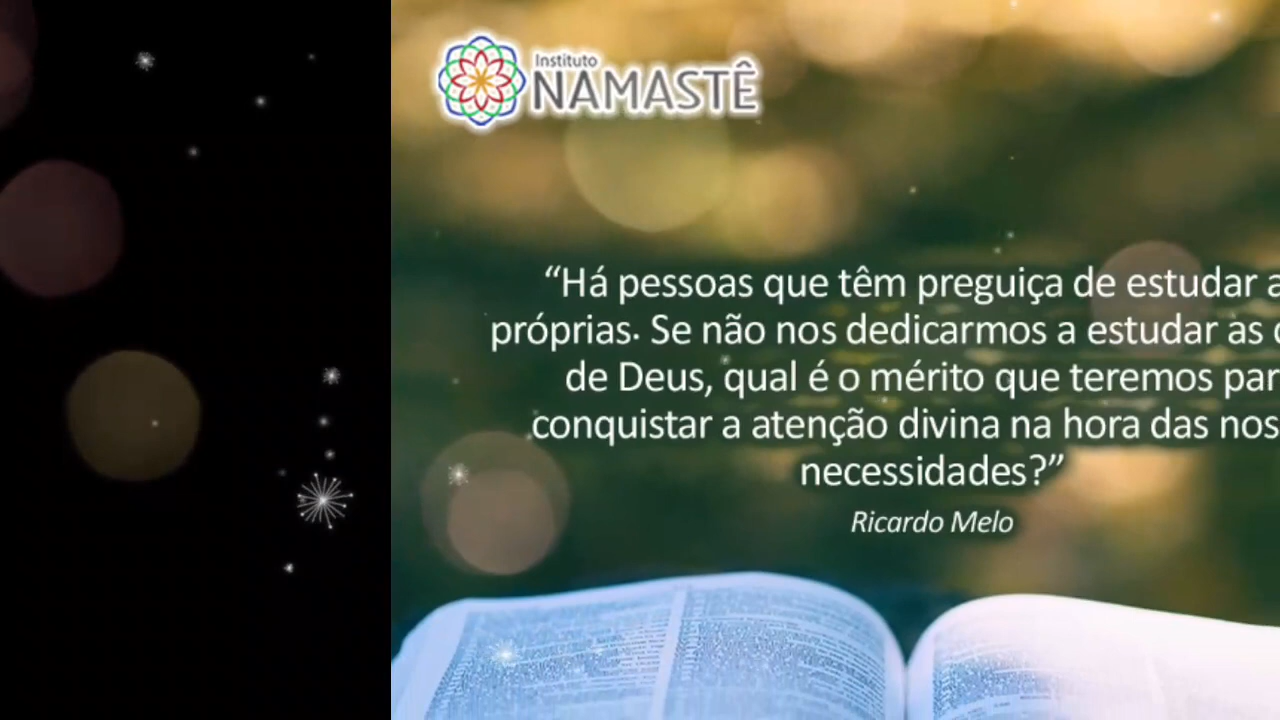 Instituto
NAMASTÊ
“Há pessoas que têm preguiça de estudar a
próprias. Se não nos dedicarmos a estudar as
de Deus, qual é o mérito que teremos par
conquistar a atenção divina na hora das nos
necessidades?”
Ricardo Melo